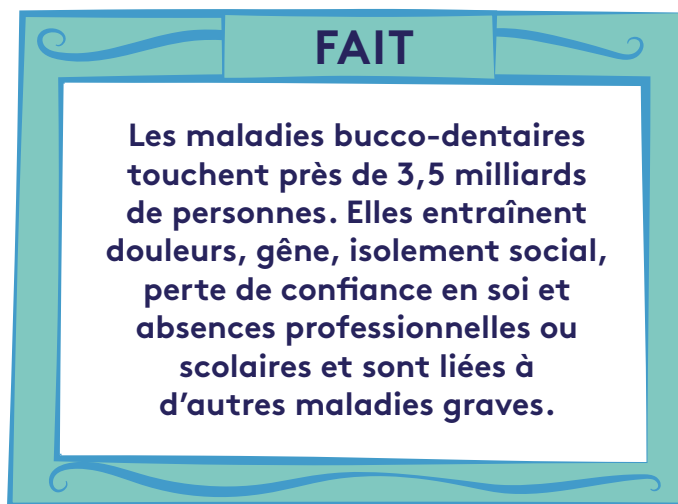 FAIT
Les maladies bucco-dentaires
touchent près de 3,5 milliards
de personnes. Elles entraînent
douleurs, gêne, isolement social,
perte de confiance en soi et
absences professionnelles ou
scolaires et sont liées à
d’autres maladies graves.